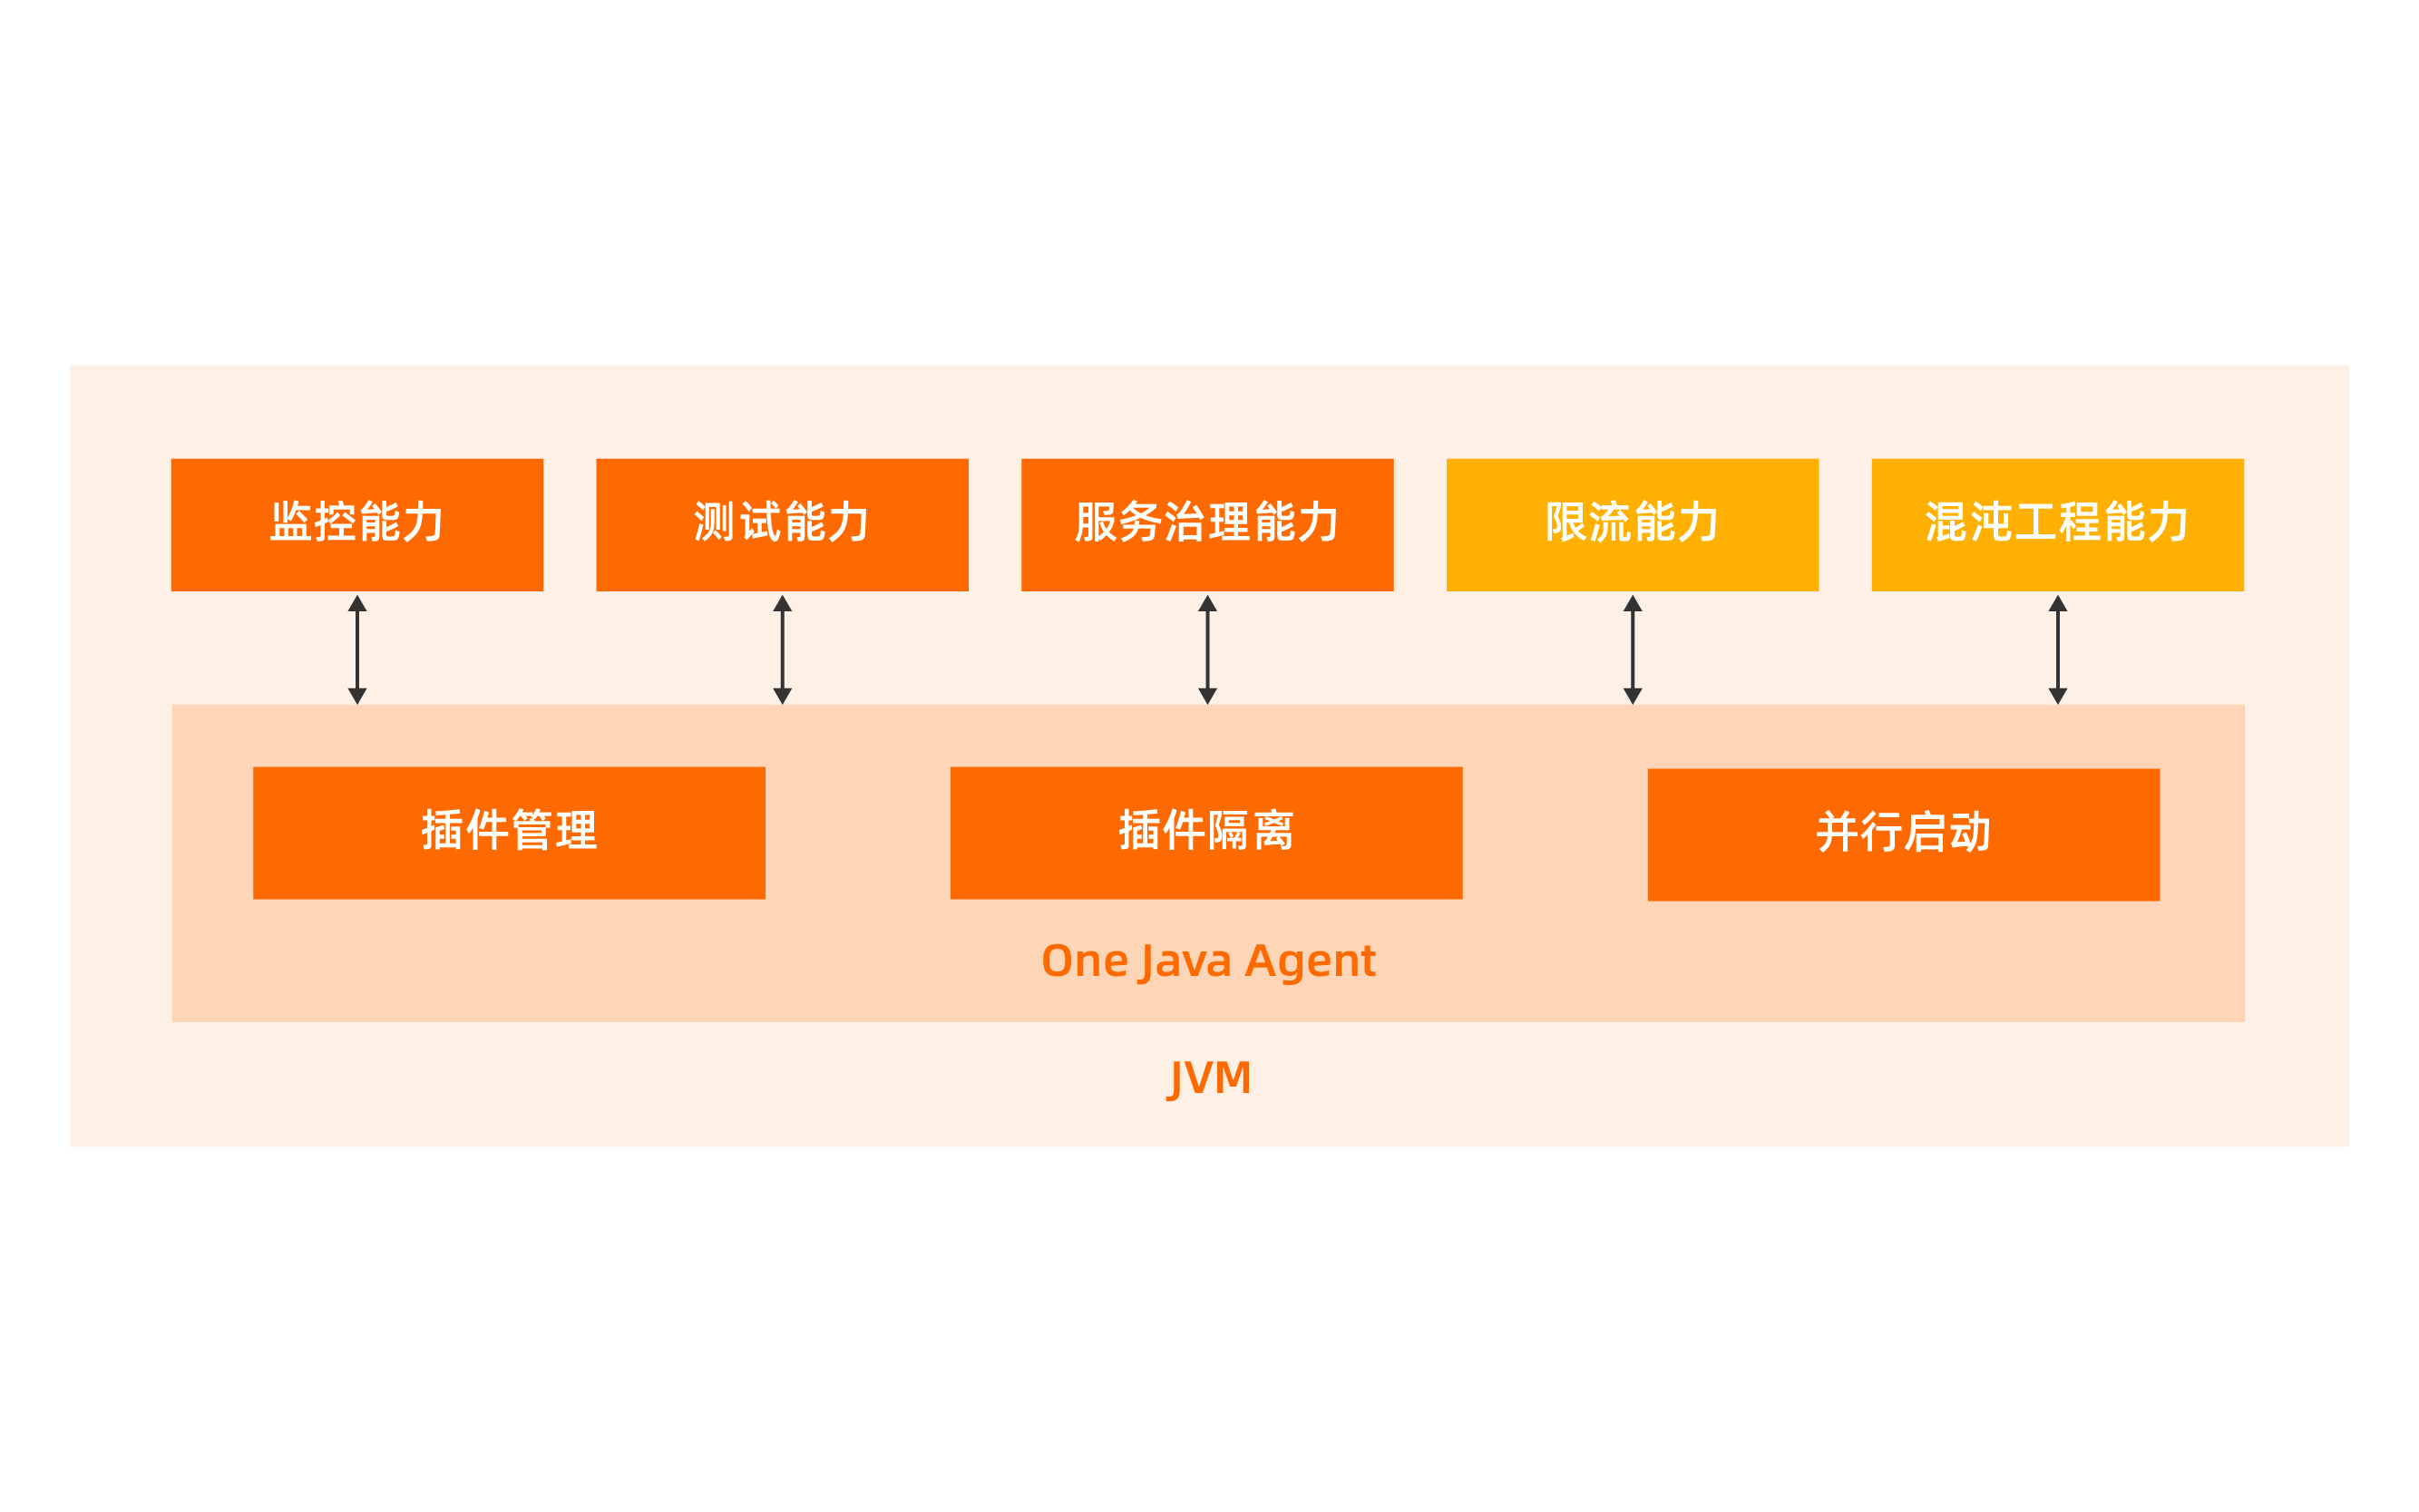 监控能力
测试能力
服务治理能力
限流能力
混沌工程能力
插件管理
插件隔离
并行启动
One Java Agent
JVM